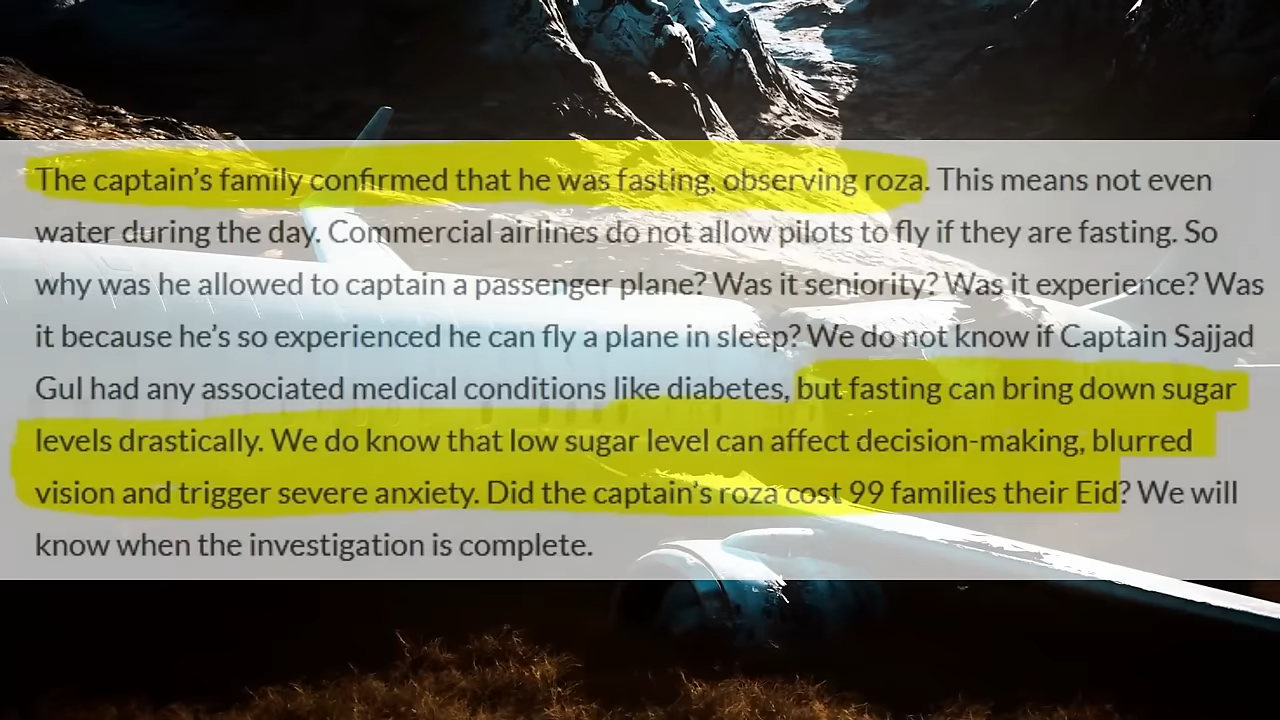 The captain’s family confirmed that he was fasting, observing roza. This means not even
water during the day. Commercial airlines do not allow pilots to fly if they are fasting. So
why was he allowed to captain a passenger plane? Was it seniority? Was it experience? Was
it because he’s so experienced he can fly a plane in sleep? We do not know if Captain Sajjad
Gul had any associated medical conditions like diabetes, but fasting can bring down sugar
levels drastically. We do know that low sugar level can affect decision-making, blurred
vision and trigger severe anxiety. Did the captain’s roza cost 99 families their Eid? We will
know when the investigation is complete.